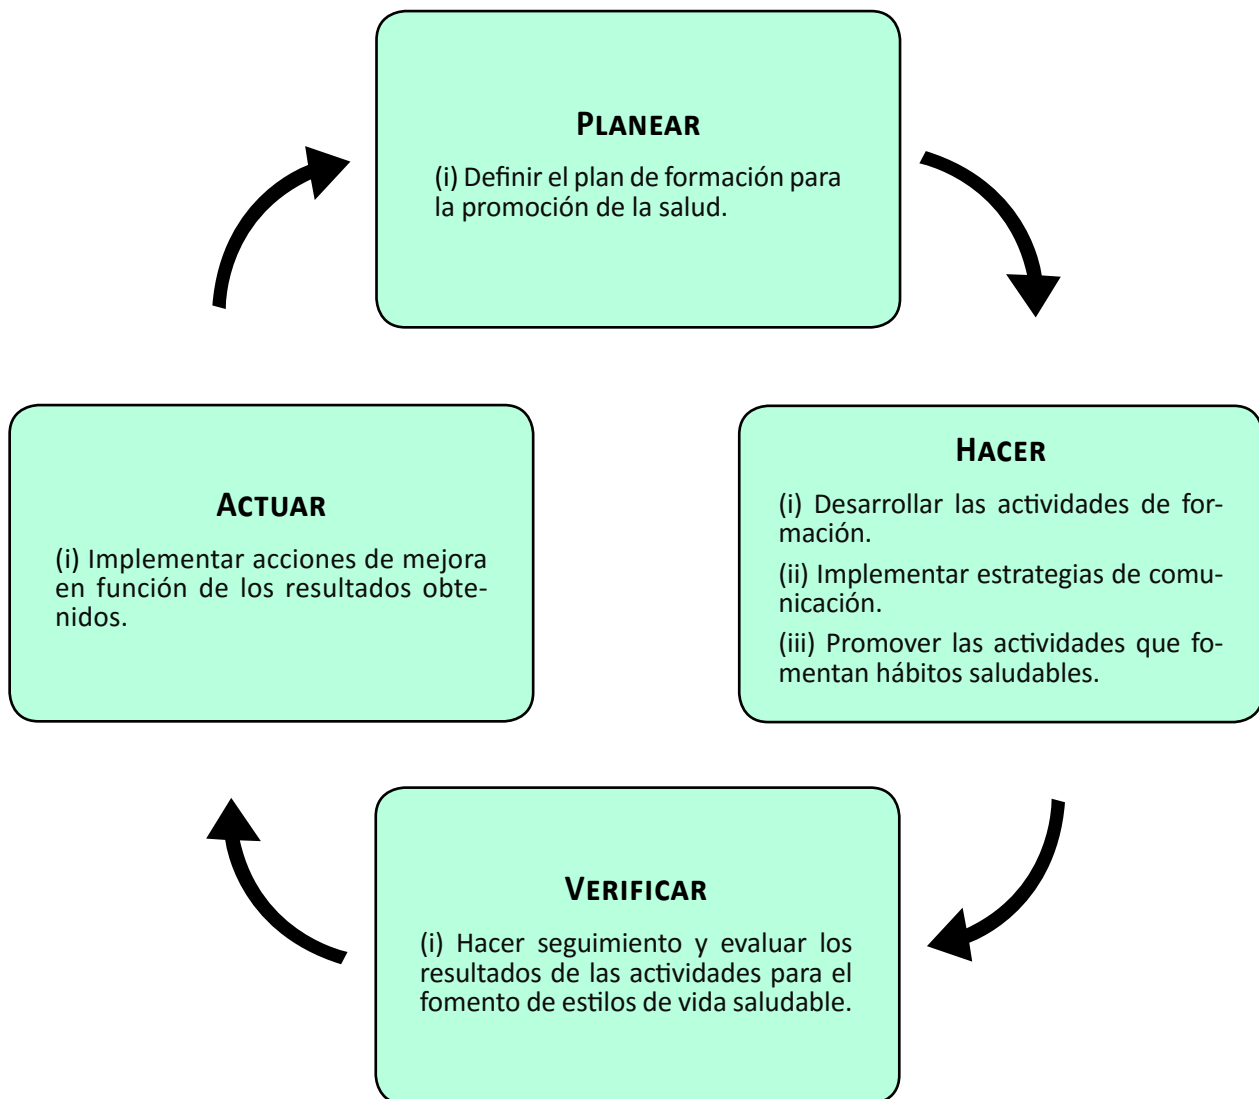 PLANEAR
(i) Definir el plan de formación para
la promoción de la salud.
HACER
(i) Desarrollar las actividades de for-
mación.
(ii) Implementar estrategias de comu-
nicación.
(iii) Promover las actividades que fo-
mentan hábitos saludables.
VERIFICAR
(i) Hacer seguimiento y evaluar los
resultados de las actividades para el
fomento de estilos de vida saludable.
ACTUAR
(i) Implementar acciones de mejora
en función de los resultados obte-
nidos.